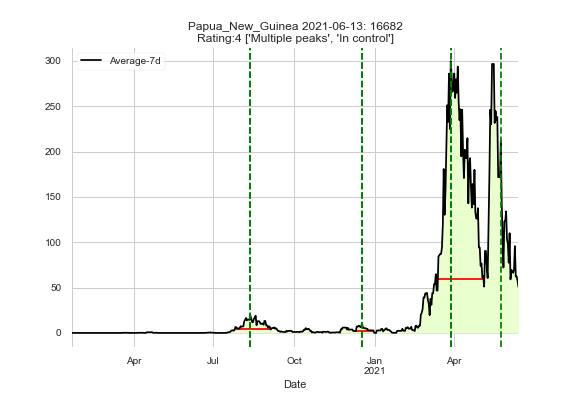 Papua_New_Guinea 2021-06-13: 16682
Rating:4 ['Multiple peaks', 'In control']
Average-7d
300
250
200
150
100
50
0
Apr
Jul
Oct
Jan
2021
Apr
Date